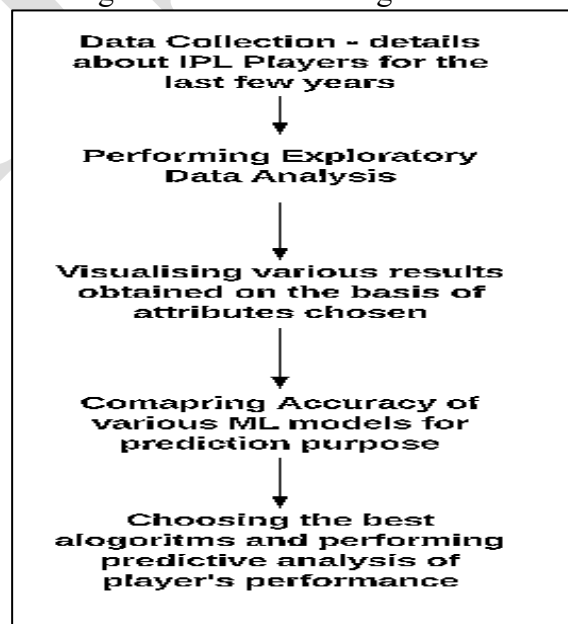 Data Collection - details
about IPL Players for the
last few years
Performing Exploratory
Data Analysis
Visualising various results
obtained on the basis of
attributes chosen
Comapring Accuracy of
various ML models for
prediction purpose
Choosing the best
alogoritms and performing
predictive analysis of
player's performance